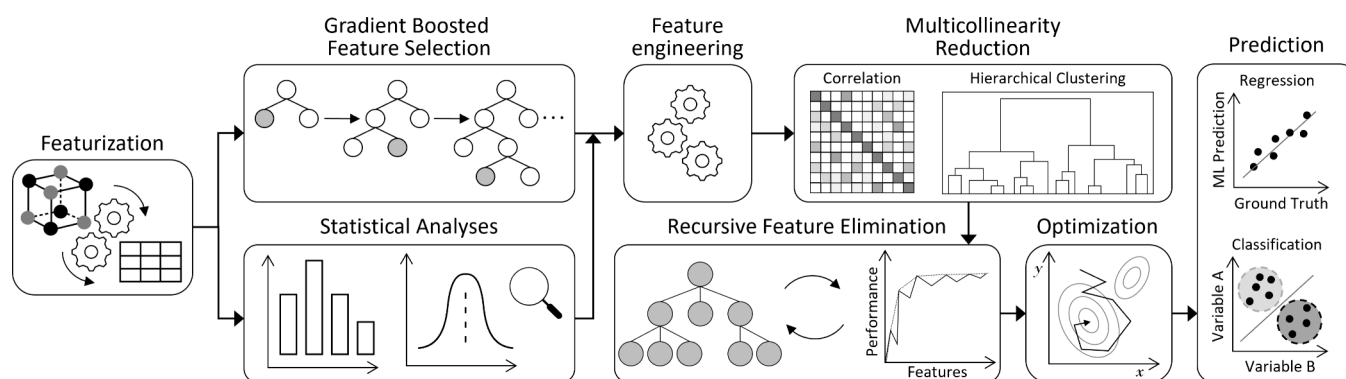 Featurization
Gradient Boosted
Feature Selection
...
Statistical Analyses
Feature
engineering
Multicollinearity
Reduction
Correlation
Hierarchical Clustering
Recursive Feature Elimination
Performance
Features
Optimization
y
x
Prediction
Regression
ML Prediction
Ground Truth
Classification
Variable A
Variable B